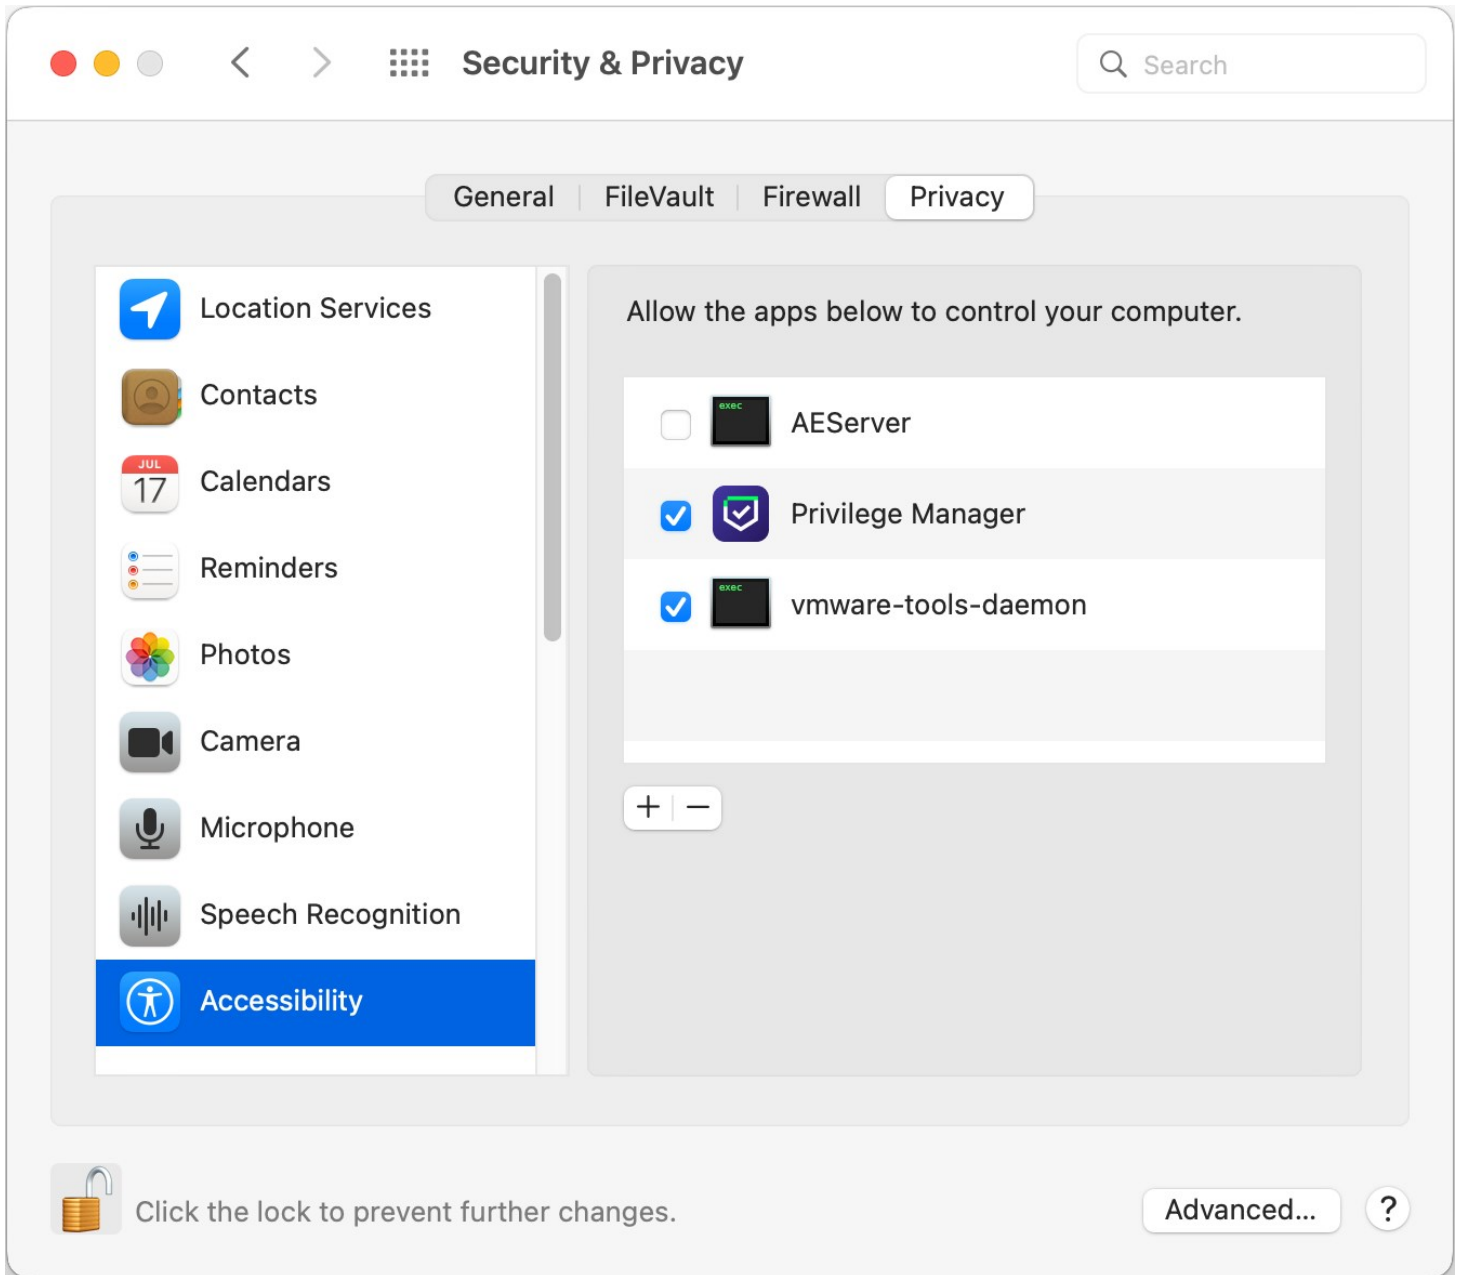 Security & Privacy
Search
General
FileVault
Firewall
Privacy
Location Services
Contacts
JUL
17
Calendars
Reminders
Photos
Camera
Microphone
Speech Recognition
Accessibility
Allow the apps below to control your computer.
exec
AEServer
Privilege Manager
exec
vmware-tools-daemon
+
−
Click the lock to prevent further changes.
Advanced...
?